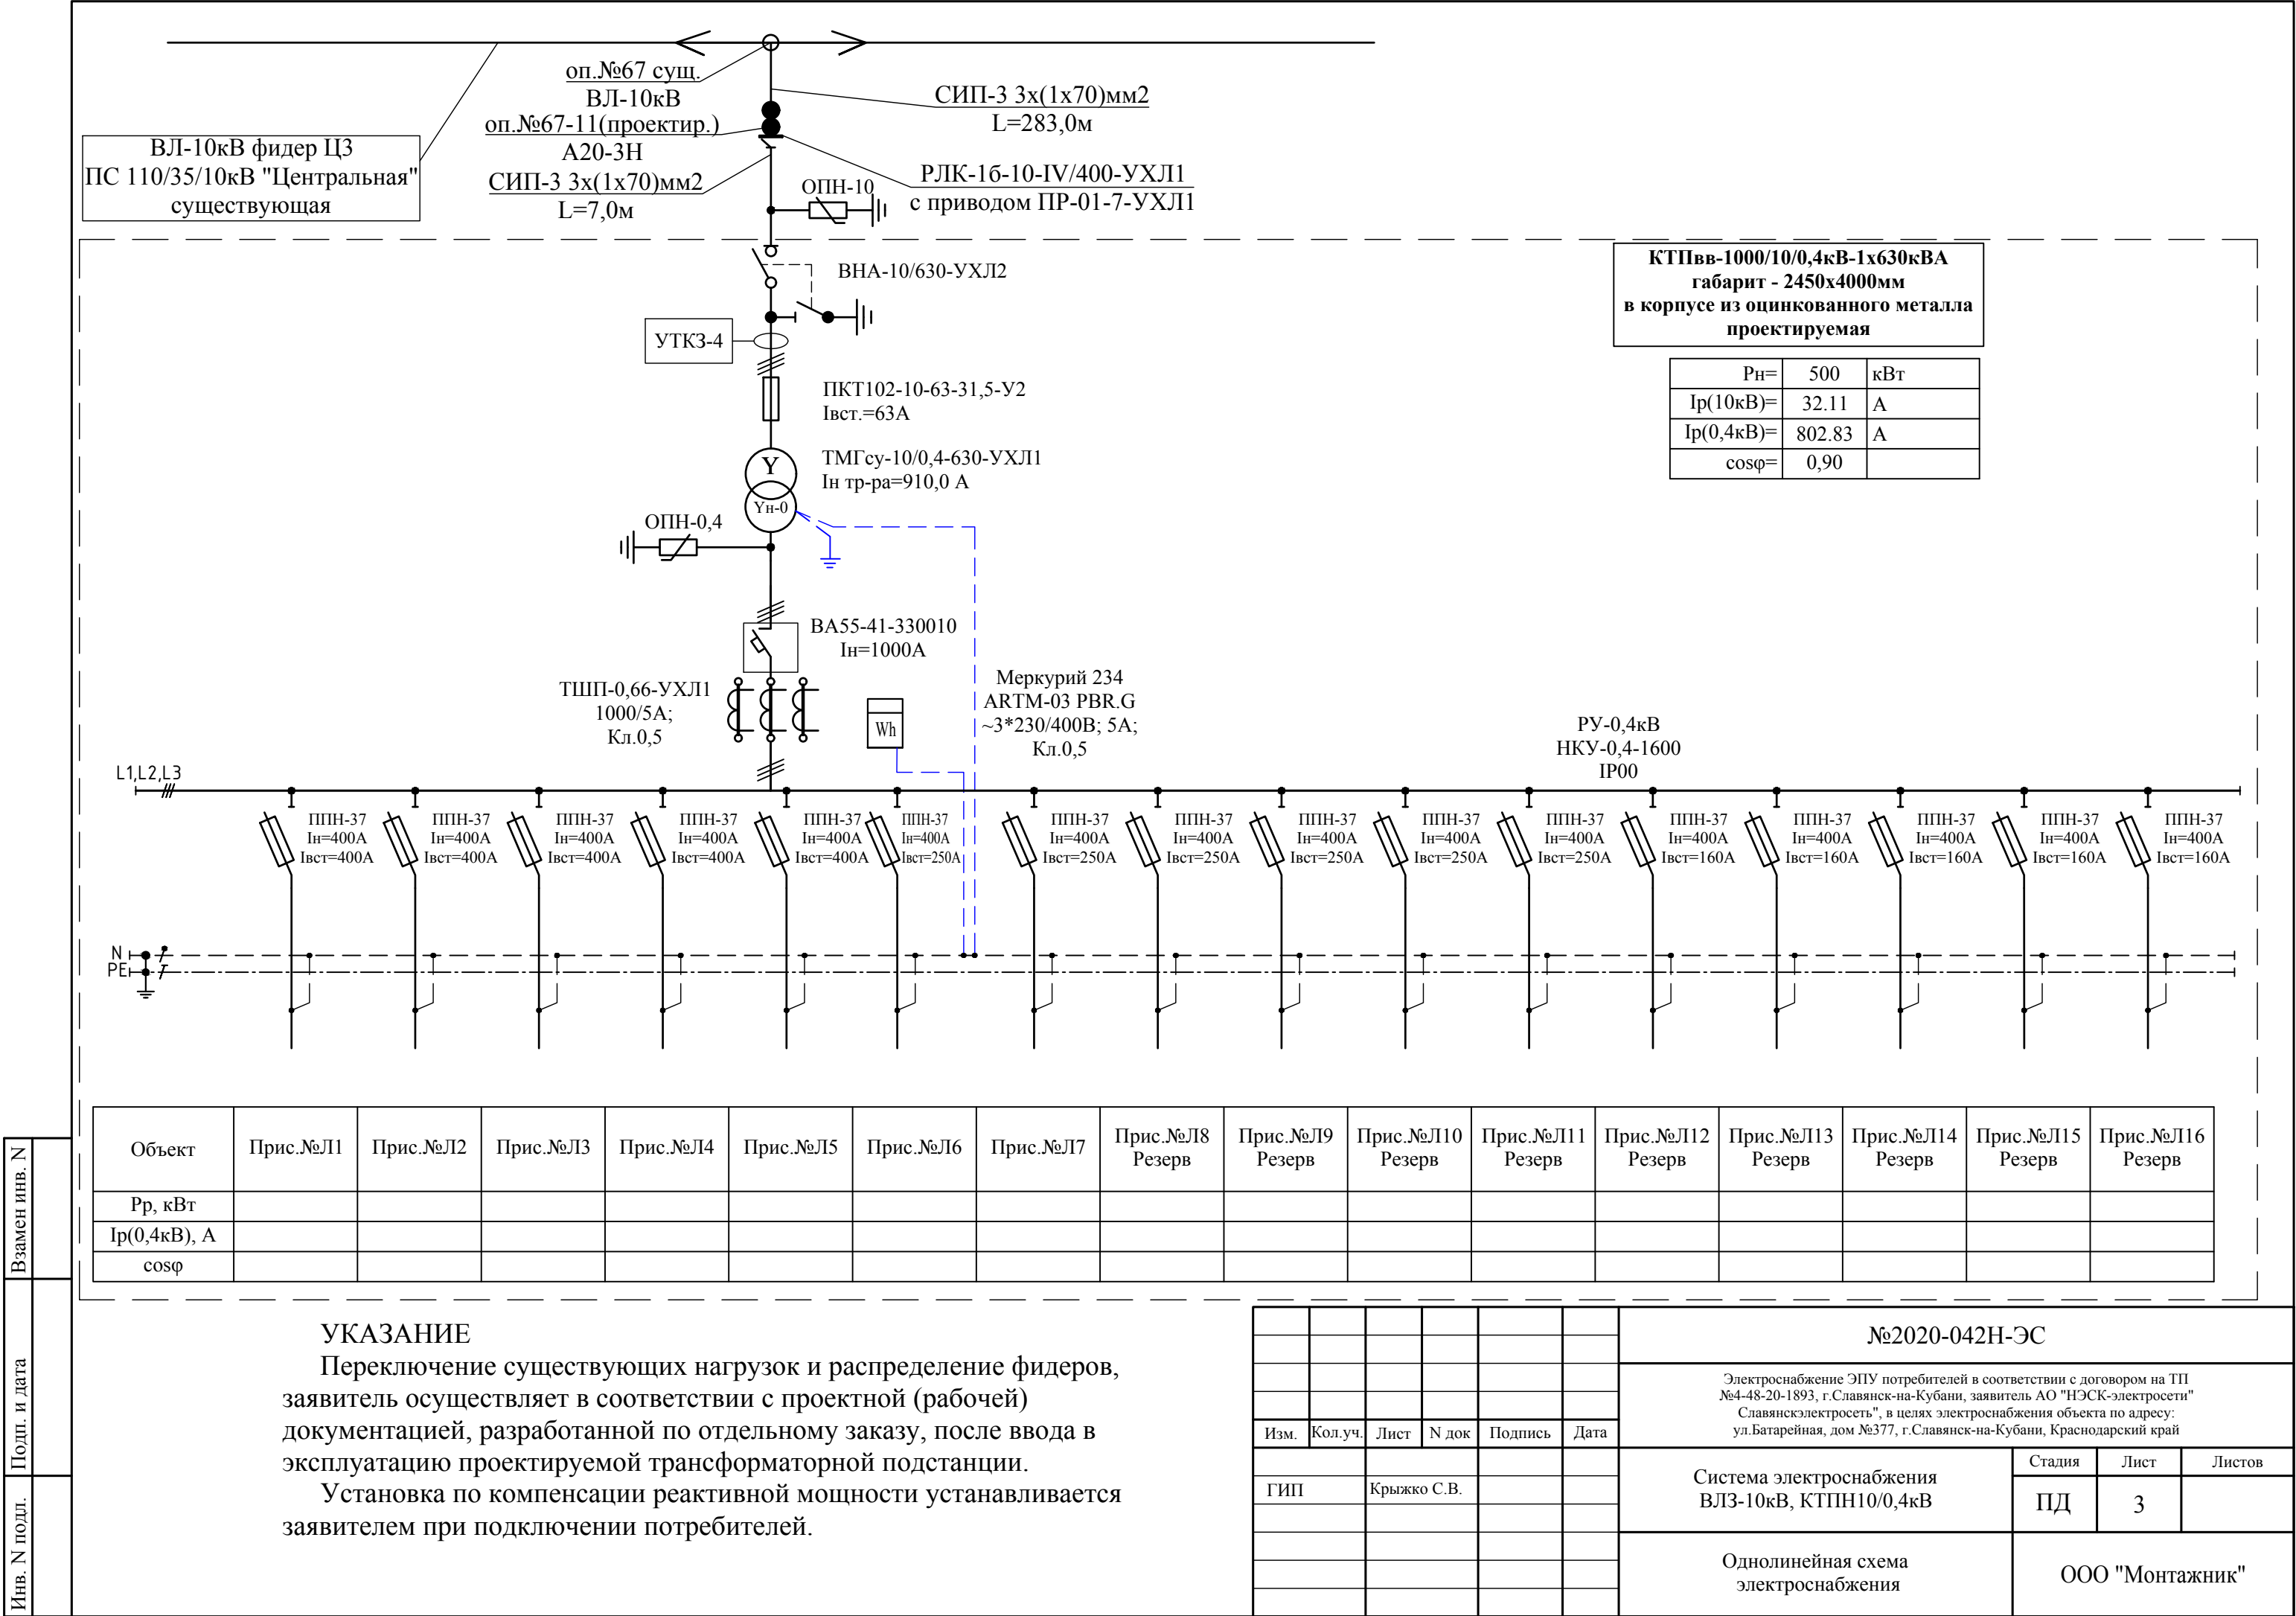 оп.№67 сущ.
ВЛ-10кВ
оп.№67-11(проектир.)
А20-3Н
СИП-3 3х(1х70)мм2
L=7,0м
СИП-3 3х(1х70)мм2
L=283,0м
РЛК-1б-10-IV/400-УХЛ1
с приводом ПР-01-7-УХЛ1
ВЛ-10кВ фидер Ц3
ПС 110/35/10кВ "Центральная"
существующая
ОПН-10
ВНА-10/630-УХЛ2
УТКЗ-4
ПКТ102-10-63-31,5-У2
Iвст.=63А
Y
Yн-0
ТМГсу-10/0,4-630-УХЛ1
Iн тр-ра=910,0 А
ОПН-0,4
КТПвв-1000/10/0,4кВ-1х630кВА
габарит - 2450х4000мм
в корпусе из оцинкованного металла
проектируемая
Рн= 500 кВт
Iр(10кВ)= 32.11 А
Iр(0,4кВ)= 802.83 А
cosφ= 0,90
ВА55-41-330010
Iн=1000А
ТШП-0,66-УХЛ1
1000/5А;
Кл.0,5
Wh
Меркурий 234
ARTM-03 PBR.G
~3*230/400В; 5А;
Кл.0,5
РУ-0,4кВ
НКУ-0,4-1600
IP00
L1,L2,L3
ППН-37 ППН-37 ППН-37 ППН-37 ППН-37 ППН-37 ППН-37 ППН-37 ППН-37 ППН-37 ППН-37 ППН-37 ППН-37 ППН-37 ППН-37 ППН-37
Iн=400А Iн=400А Iн=400А Iн=400А Iн=400А Iн=400А Iн=400А Iн=400А Iн=400А Iн=400А Iн=400А Iн=400А Iн=400А Iн=400А Iн=400А Iн=400А
Iвст=400А Iвст=400А Iвст=400А Iвст=400А Iвст=400А Iвст=250А Iвст=250А Iвст=250А Iвст=250А Iвст=250А Iвст=250А Iвст=160А Iвст=160А Iвст=160А Iвст=160А Iвст=160А
N
PE
Объект Прис.№Л1 Прис.№Л2 Прис.№Л3 Прис.№Л4 Прис.№Л5 Прис.№Л6 Прис.№Л7 Прис.№Л8 Прис.№Л9 Прис.№Л10 Прис.№Л11 Прис.№Л12 Прис.№Л13 Прис.№Л14 Прис.№Л15 Прис.№Л16
Резерв Резерв Резерв Резерв Резерв Резерв Резерв Резерв Резерв
Рр, кВт
Iр(0,4кВ), А
cosφ
УКАЗАНИЕ
Переключение существующих нагрузок и распределение фидеров,
заявитель осуществляет в соответствии с проектной (рабочей)
документацией, разработанной по отдельному заказу, после ввода в
эксплуатацию проектируемой трансформаторной подстанции.
Установка по компенсации реактивной мощности устанавливается
заявителем при подключении потребителей.
Взамен инв. N
Подп. и дата
Инв. N подл.
№2020-042Н-ЭС
Электроснабжение ЭПУ потребителей в соответствии с договором на ТП
№4-48-20-1893, г.Славянск-на-Кубани, заявитель АО "НЭСК-электросети"
Славянскэлектросеть", в целях электроснабжения объекта по адресу:
ул.Батарейная, дом №377, г.Славянск-на-Кубани, Краснодарский край
Изм. Кол.уч. Лист N док Подпись Дата
ГИП Крыжко С.В.
Система электроснабжения
ВЛЗ-10кВ, КТПН10/0,4кВ
Стадия Лист Листов
ПД 3
Однолинейная схема
электроснабжения
ООО "Монтажник"